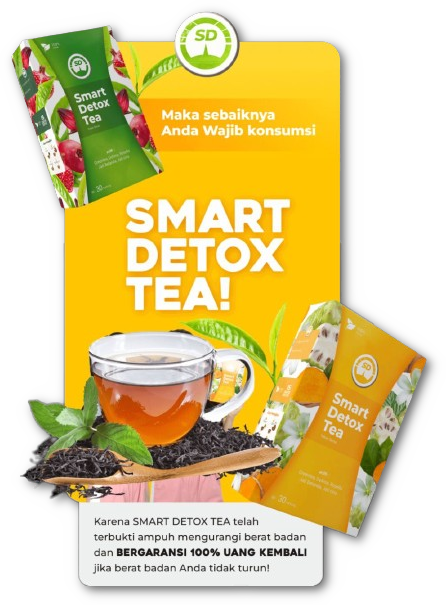 SD
Smart
Detox
Tea
Maka sebaiknya
Anda Wajib konsumsi
SMART
DETOX
TEA!
Smart
Detox
Tea
with
Karena SMART DETOX TEA telah
terbukti ampuh mengurangi berat badan
dan BERGARANSI 100% UANG KEMBALI
jika berat badan Anda tidak turun!